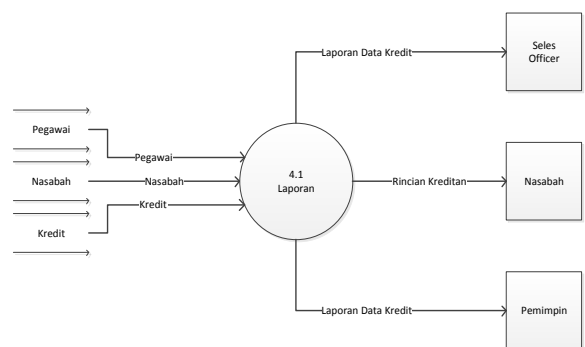 Pegawai
Nasabah
Kredit
Pegawai
Nasabah
Kredit
4.1
Laporan
Laporan Data Kredit
Rincian Kreditan
Laporan Data Kredit
Seles
Officer
Nasabah
Pemimpin